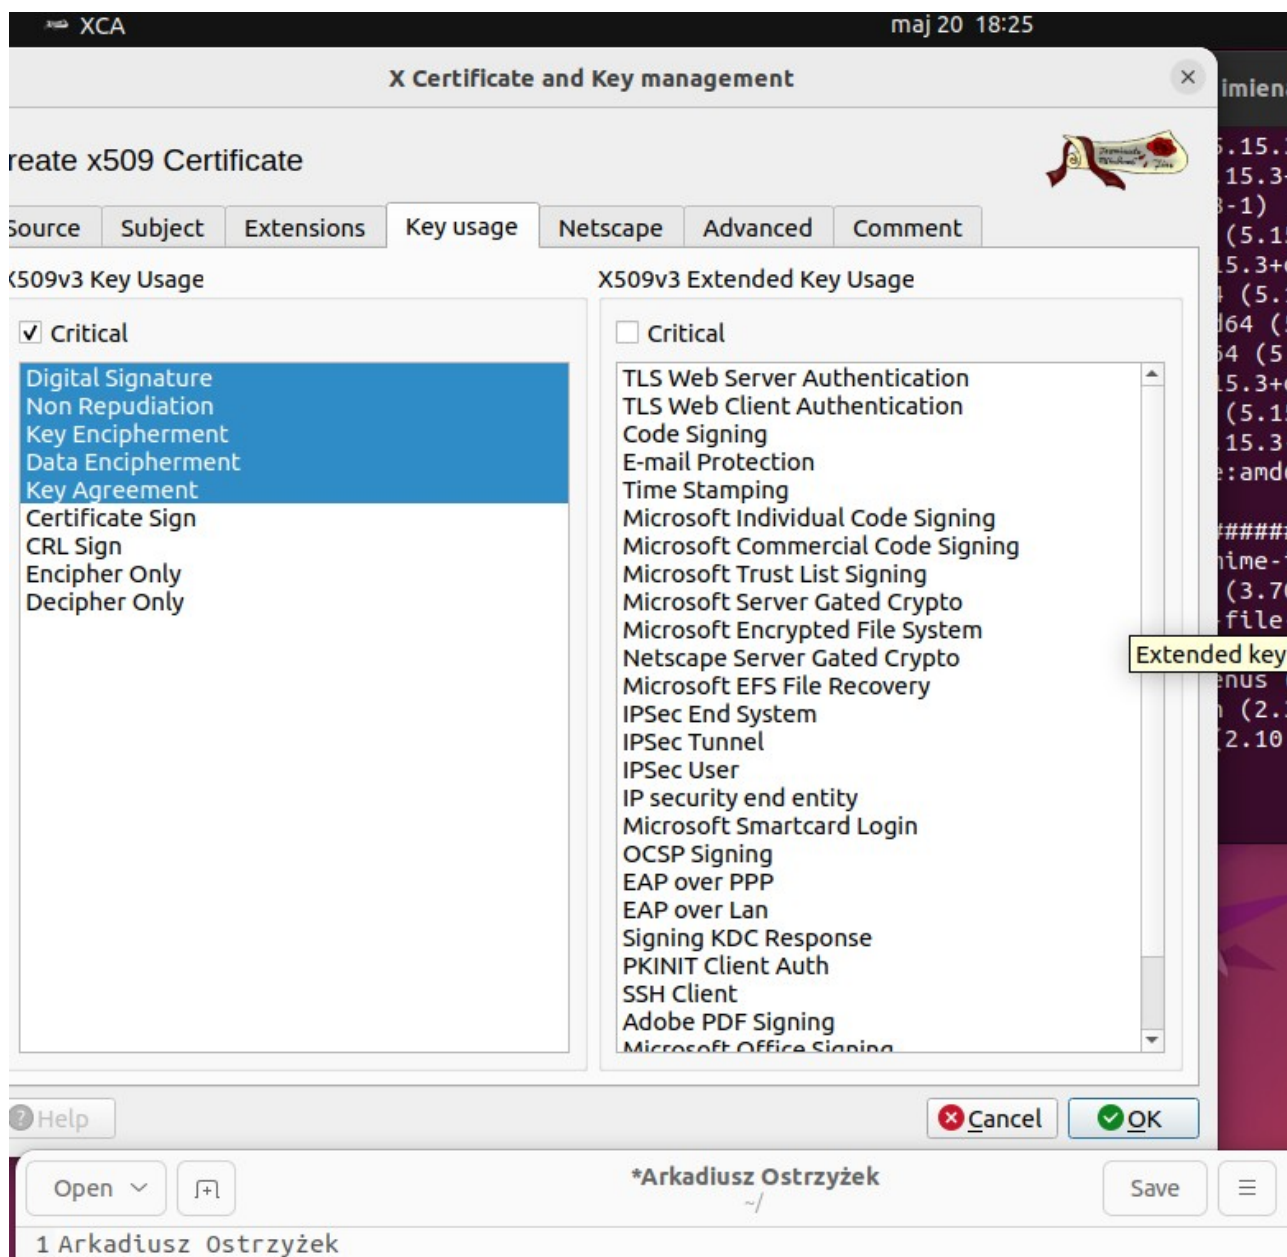 XCA
maj 20 18:25
X Certificate and Key management
imien
reate x509 Certificate
Source Subject Extensions Key usage Netscape Advanced Comment
X509v3 Key Usage
X509v3 Extended Key Usage
Critical
Critical
Digital Signature
Non Repudiation
Key Encipherment
Data Encipherment
Key Agreement
Certificate Sign
CRL Sign
Encipher Only
Decipher Only
TLS Web Server Authentication
TLS Web Client Authentication
Code Signing
E-mail Protection
Time Stamping
Microsoft Individual Code Signing
Microsoft Commercial Code Signing
Microsoft Trust List Signing
Microsoft Server Gated Crypto
Microsoft Encrypted File System
Netscape Server Gated Crypto
Microsoft EFS File Recovery
IPSec End System
IPSec Tunnel
IPSec User
IP security end entity
Microsoft Smartcard Login
OCSP Signing
EAP over PPP
EAP over Lan
Signing KDC Response
PKINIT Client Auth
SSH Client
Adobe PDF Signing
Microsoft Office Signing
Extended key
Help
Cancel
OK
Open
*Arkadiusz Ostrzyżek
~/
Save
1 Arkadiusz Ostrzyżek